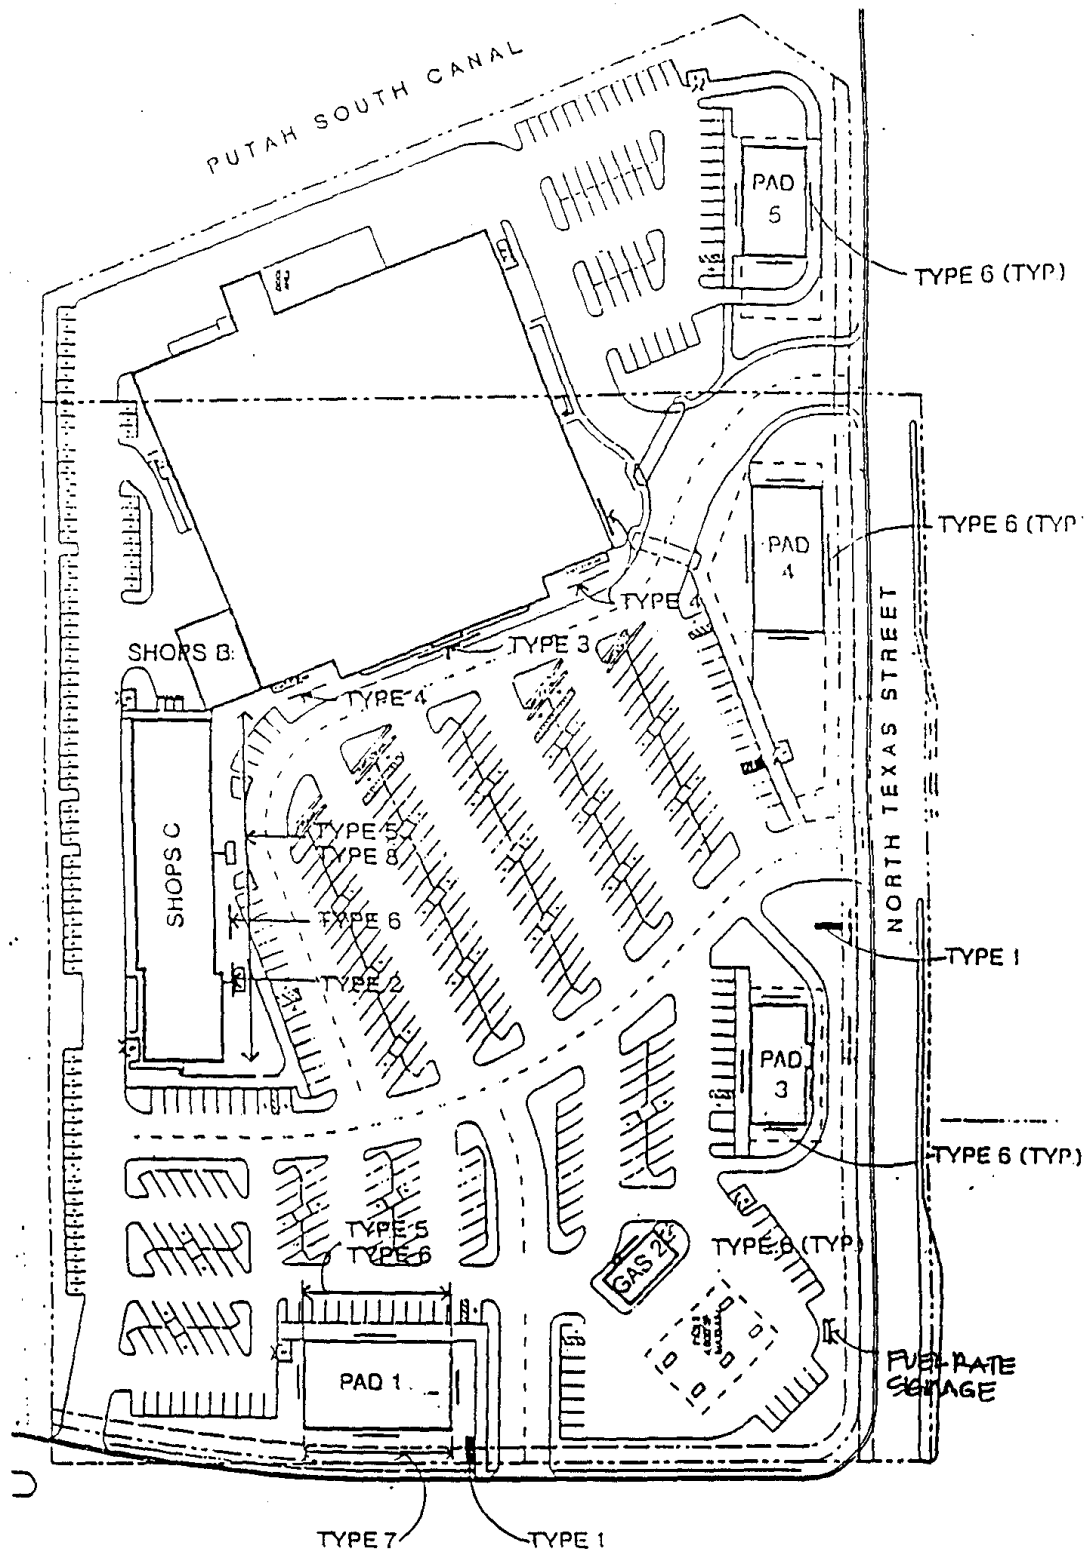 PUTAH SOUTH CANAL
PAD
5
TYPE 6 (TYP.)
TYPE 6 (TYP
PAD
4
NORTH TEXAS STREET
TYPE 4
SHOPS B
TYPE 3
TYPE 4
SHOPS C
TYPE 5
TYPE 8
TYPE 6
TYPE 2
TYPE 1
PAD
3
TYPE 6 (TYP.)
TYPE 5
TYPE 6
TYPE 6 (TYP.)
GAS 2
PAD 1
FUEL RATE
SIGNAGE
TYPE 7
TYPE 1